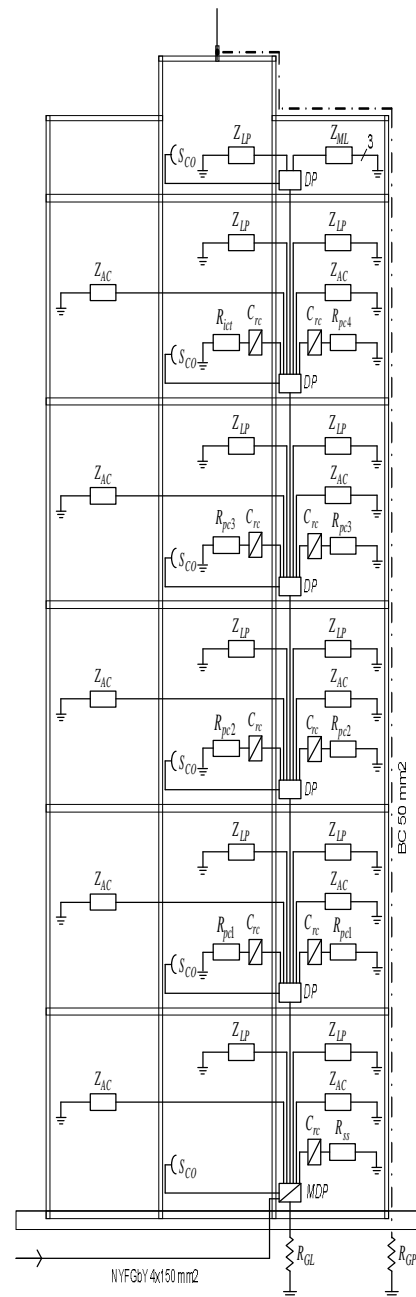 Z_LP Z_ML 3
S_CO DP
Z_LP Z_LP
Z_AC Z_AC
R_ict C_rc C_rc R_pc4
S_CO DP
Z_LP Z_LP
Z_AC Z_AC
R_pc3 C_rc C_rc R_pc3
S_CO DP
Z_LP Z_LP
Z_AC Z_AC
R_pc2 C_rc C_rc R_pc2
S_CO DP
BC 50 mm2
Z_LP Z_LP
Z_AC Z_AC
R_pc1 C_rc C_rc R_pc1
S_CO DP
Z_LP Z_LP
Z_AC Z_AC
C_rc R_ss
S_CO MDP
R_GL R_GP
NYFGbY 4x150 mm2